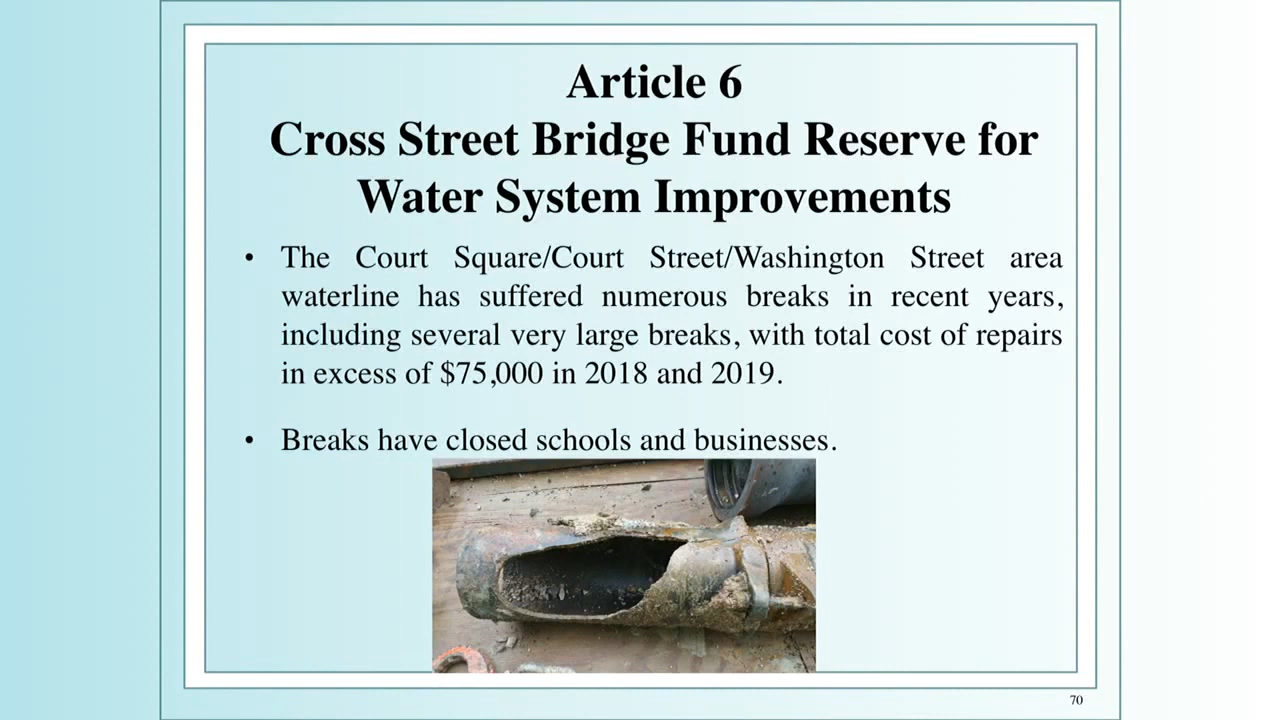 Article 6
Cross Street Bridge Fund Reserve for
Water System Improvements
• The Court Square/Court Street/Washington Street area
waterline has suffered numerous breaks in recent years,
including several very large breaks, with total cost of repairs
in excess of $75,000 in 2018 and 2019.
• Breaks have closed schools and businesses.
70